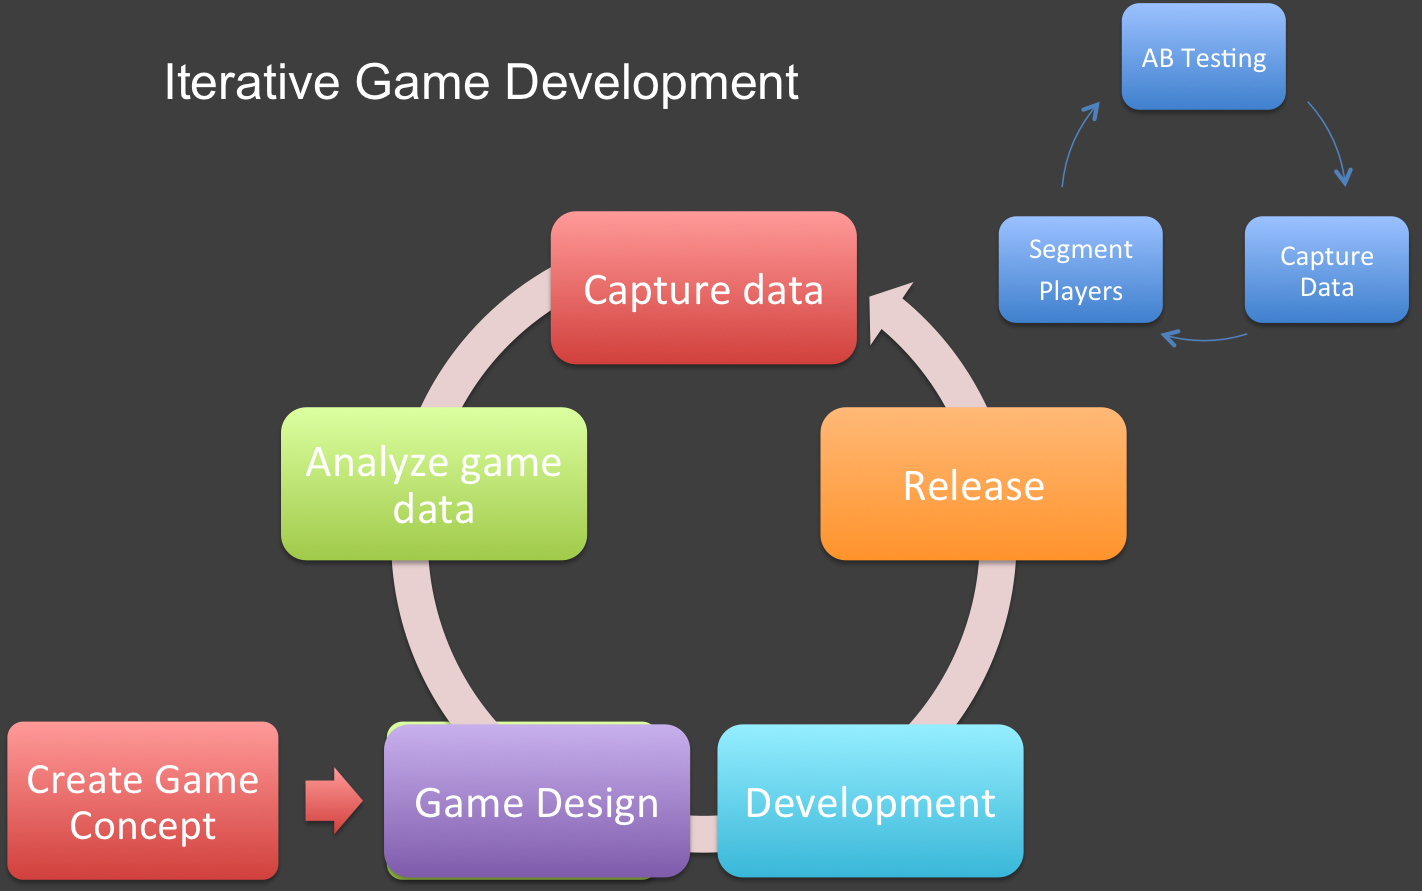 Iterative Game Development
AB Testing
Segment
Players
Capture
Data
Capture data
Analyze game
data
Release
Create Game
Concept
Game Design
Development